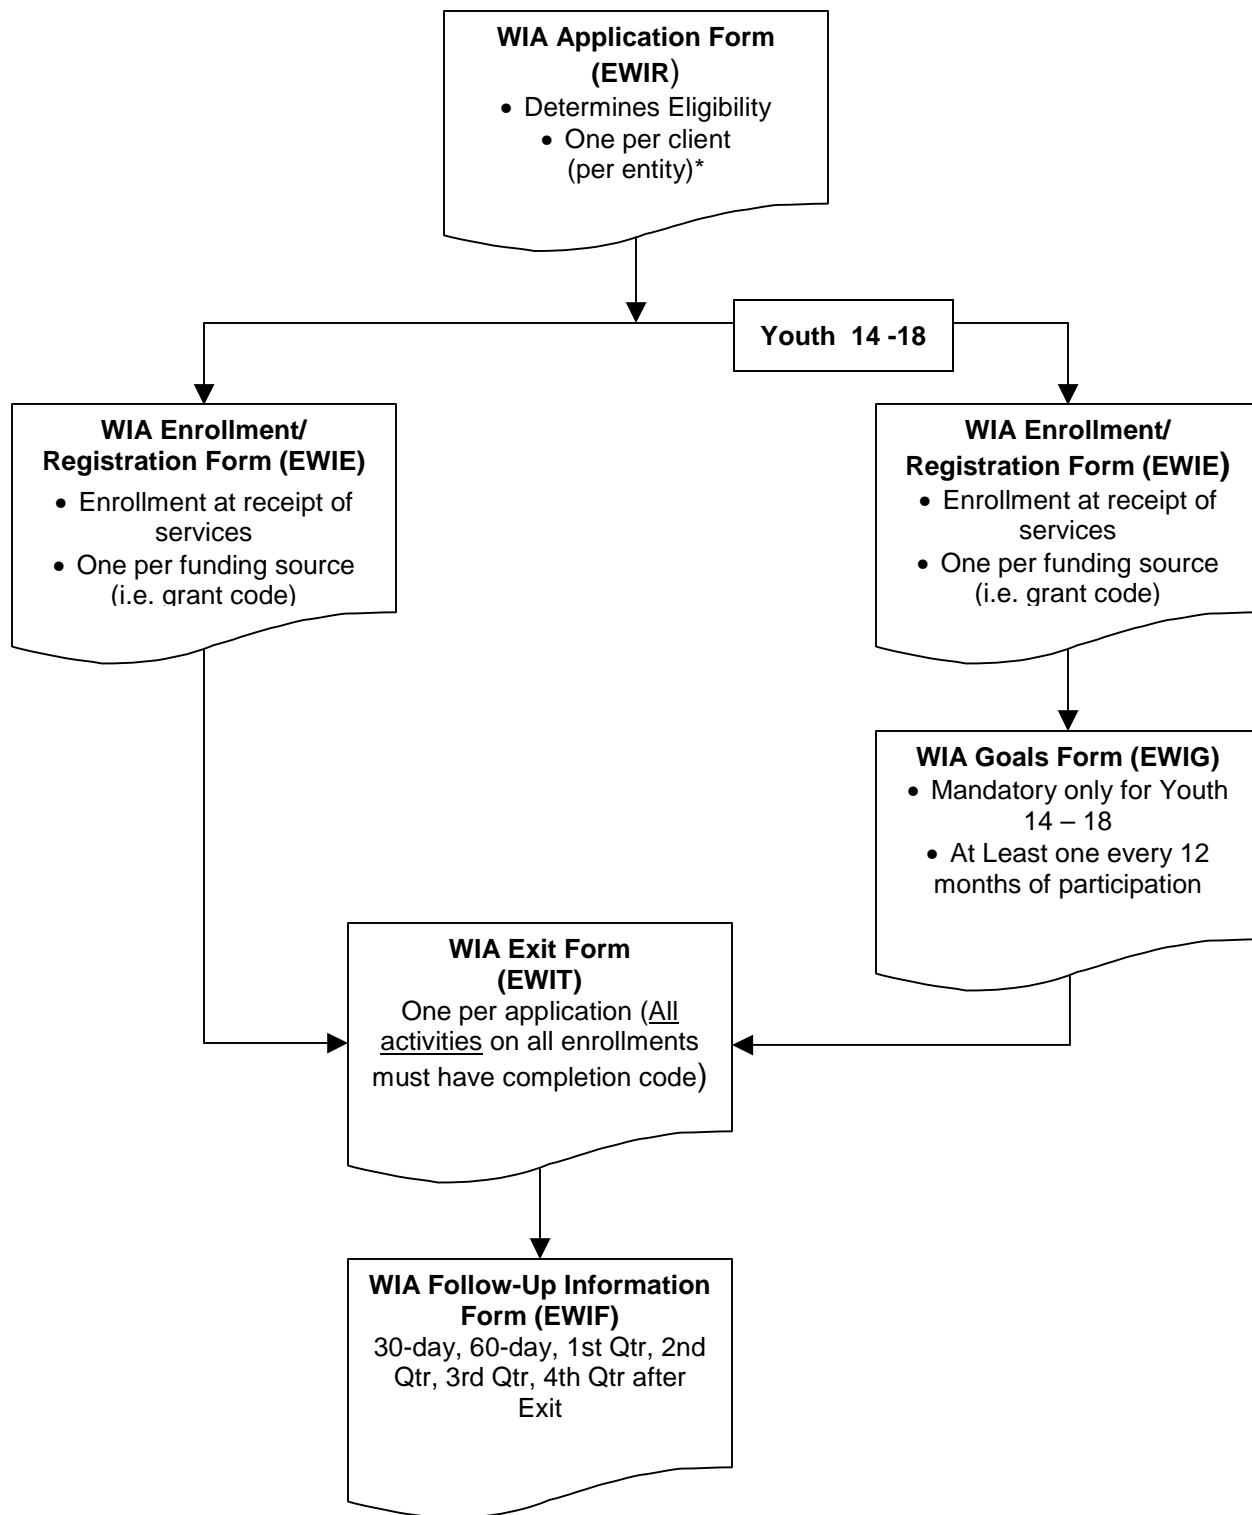 WIA Application Form
(EWIR)
• Determines Eligibility
• One per client
(per entity)*
Youth  14 -18
WIA Enrollment/
Registration Form (EWIE)
• Enrollment at receipt of
services
• One per funding source
(i.e. grant code)
WIA Enrollment/
Registration Form (EWIE)
• Enrollment at receipt of
services
• One per funding source
(i.e. grant code)
WIA Goals Form (EWIG)
• Mandatory only for Youth
14 – 18
• At Least one every 12
months of participation
WIA Exit Form
(EWIT)
One per application (All
activities on all enrollments
must have completion code)
WIA Follow-Up Information
Form (EWIF)
30-day, 60-day, 1st Qtr, 2nd
Qtr, 3rd Qtr, 4th Qtr after
Exit